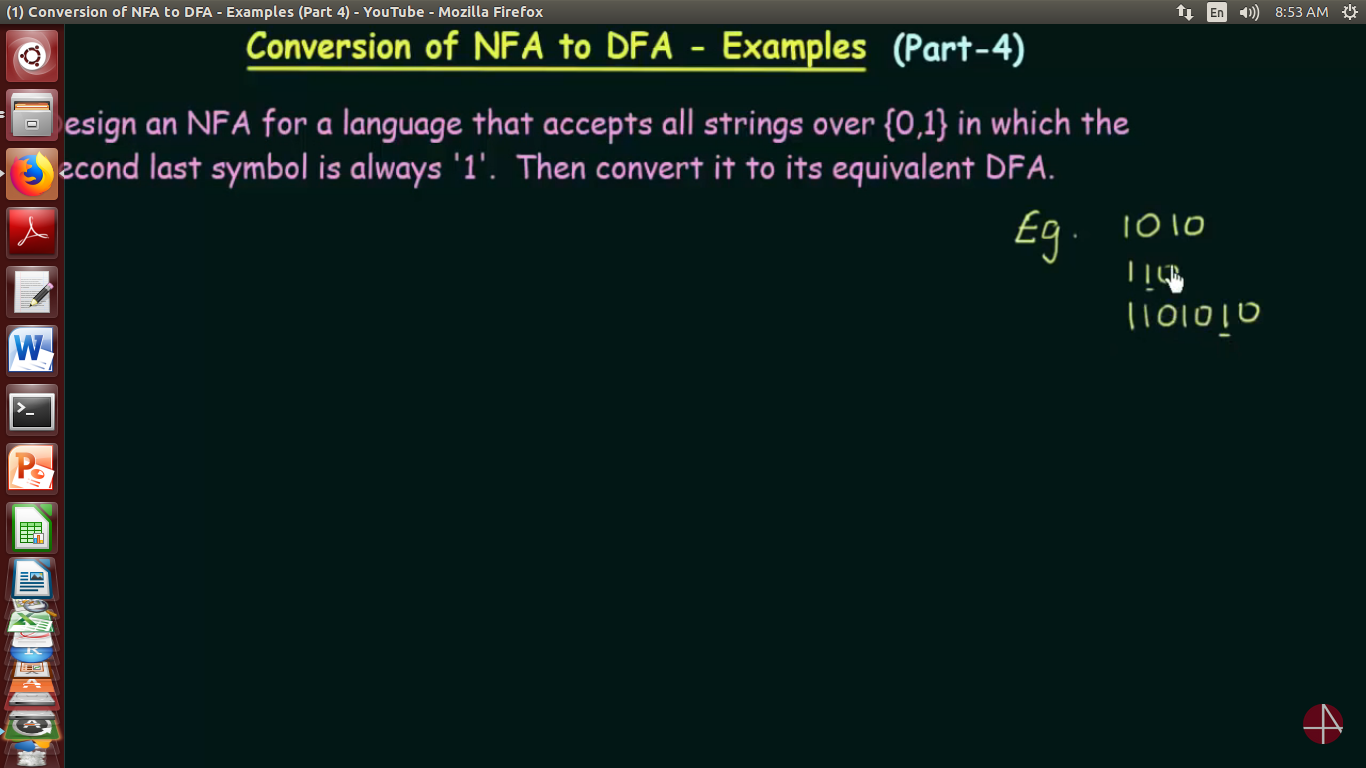 (1) Conversion of NFA to DFA - Examples (Part 4) - YouTube - Mozilla Firefox
En
8:53 AM
Conversion of NFA to DFA - Examples (Part-4)
esign an NFA for a language that accepts all strings over {0,1} in which the
econd last symbol is always '1'. Then convert it to its equivalent DFA.
Eg. 1010
110
1101010